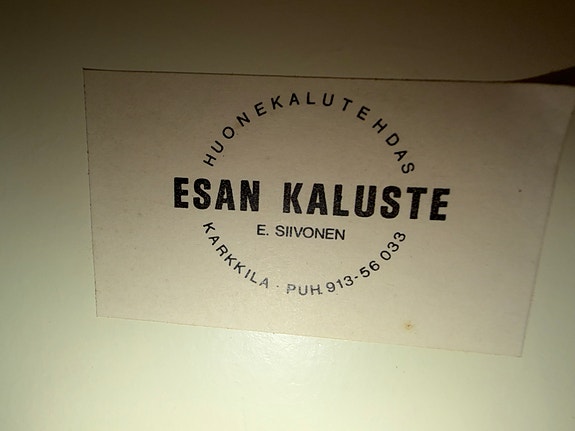 HUONEKALUTEHDAS
ESAN KALUSTE
E. SIIVONEN
KARKKILA · PUH. 913-56 033